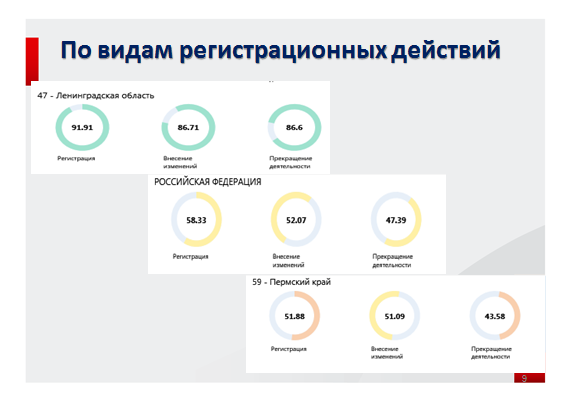 По видам регистрационных действий
47 - Ленинградская область
91.91
86.71
86.6
Регистрация
Внесение
изменений
Прекращение
деятельности
РОССИЙСКАЯ ФЕДЕРАЦИЯ
58.33
52.07
47.39
Регистрация
Внесение
изменений
Прекращение
деятельности
59 - Пермский край
51.88
51.09
43.58
Регистрация
Внесение
изменений
Прекращение
деятельности
9